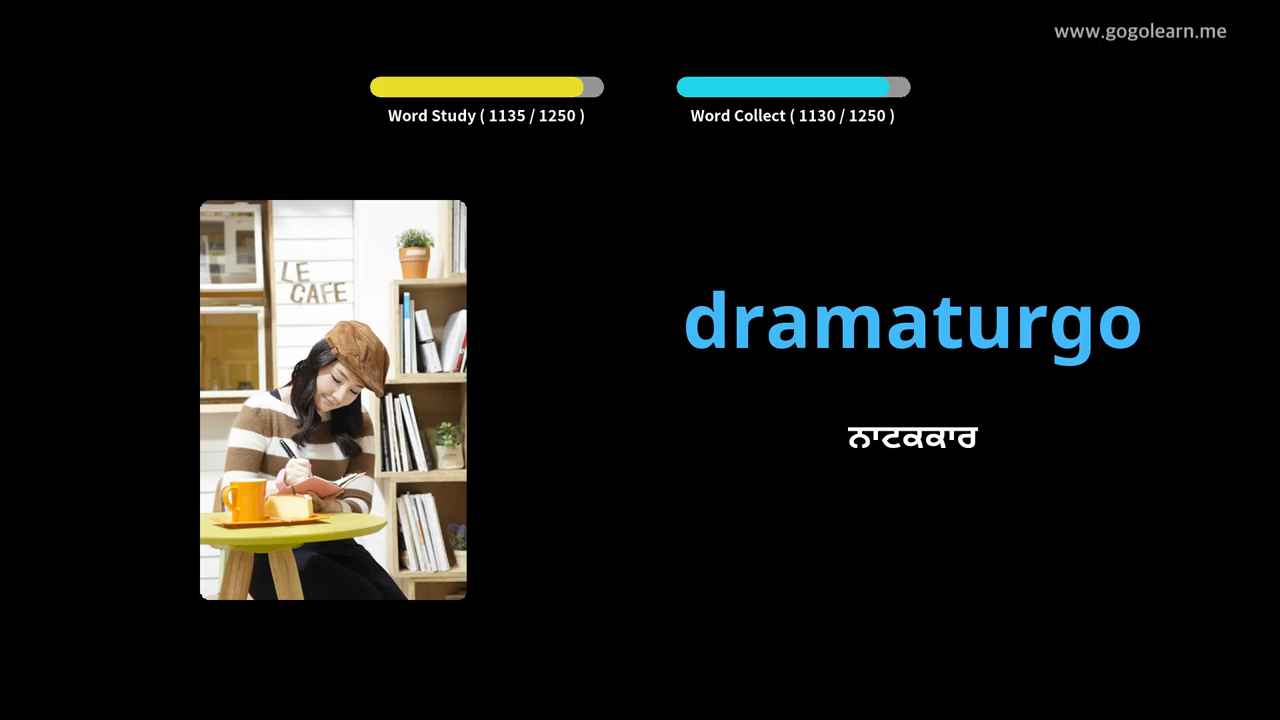 www.gogolearn.me
Word Study ( 1135 / 1250 )
Word Collect ( 1130 / 1250 )
LE
CAFE
dramaturgo
ਨਾਟਕਕਾਰ